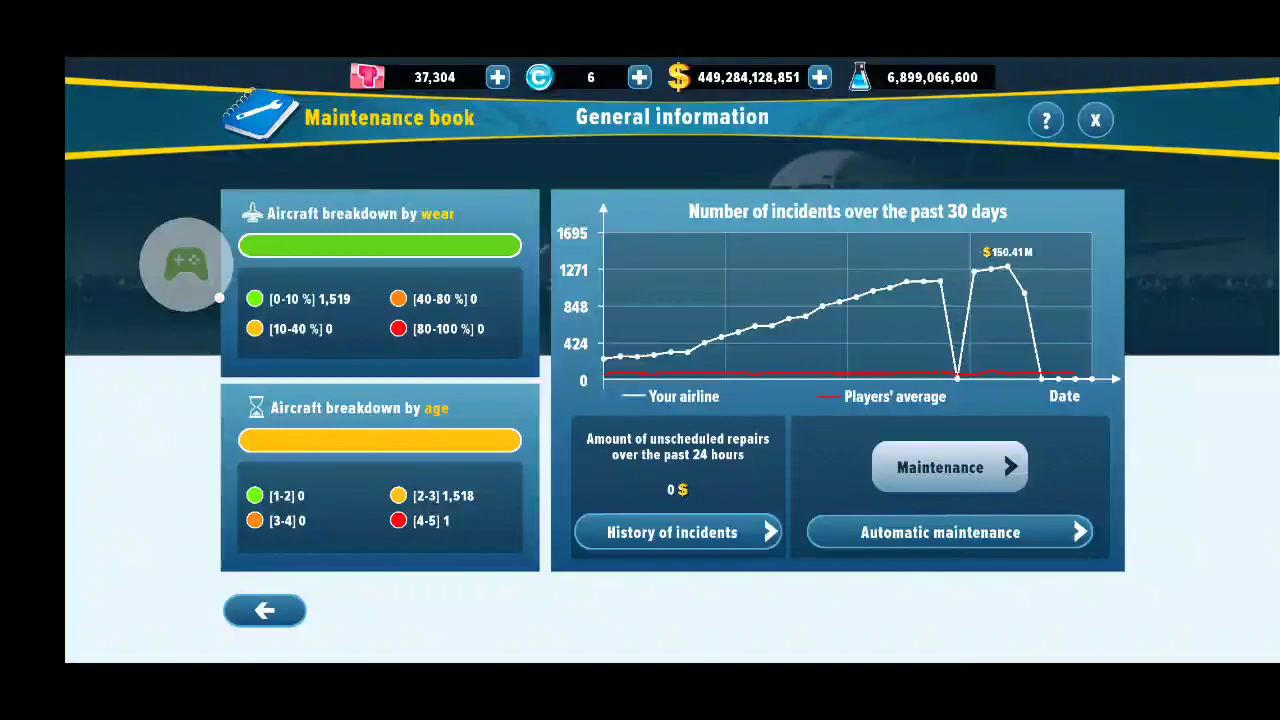 37,304
6
449,284,128,851
6,899,066,600
Maintenance book
General information
?
X
Aircraft breakdown by wear
[0-10 %] 1,519
[40-80 %] 0
[10-40 %] 0
[80-100 %] 0
Aircraft breakdown by age
[1-2] 0
[2-3] 1,518
[3-4] 0
[4-5] 1
Number of incidents over the past 30 days
1695
1271
848
424
0
$150.41 M
Your airline
Players' average
Date
Amount of unscheduled repairs
over the past 24 hours
0 $
History of incidents
Maintenance
Automatic maintenance